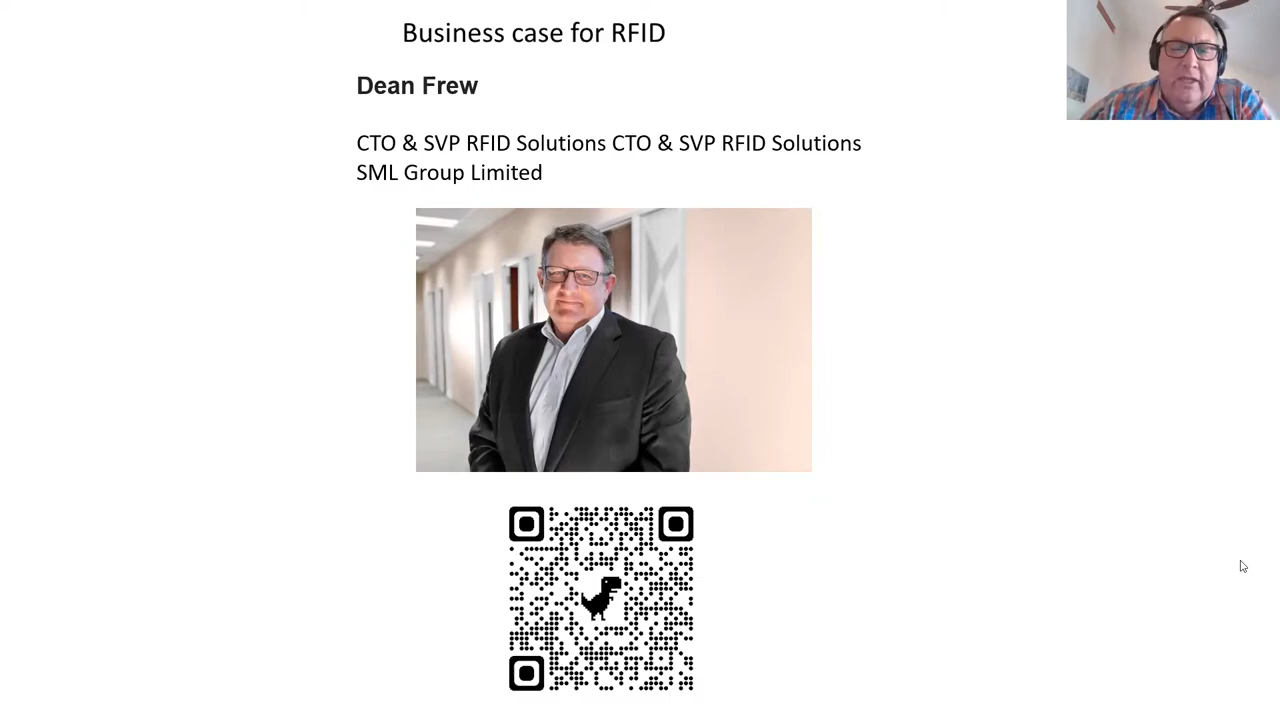 Business case for RFID
Dean Frew
CTO & SVP RFID Solutions CTO & SVP RFID Solutions
SML Group Limited